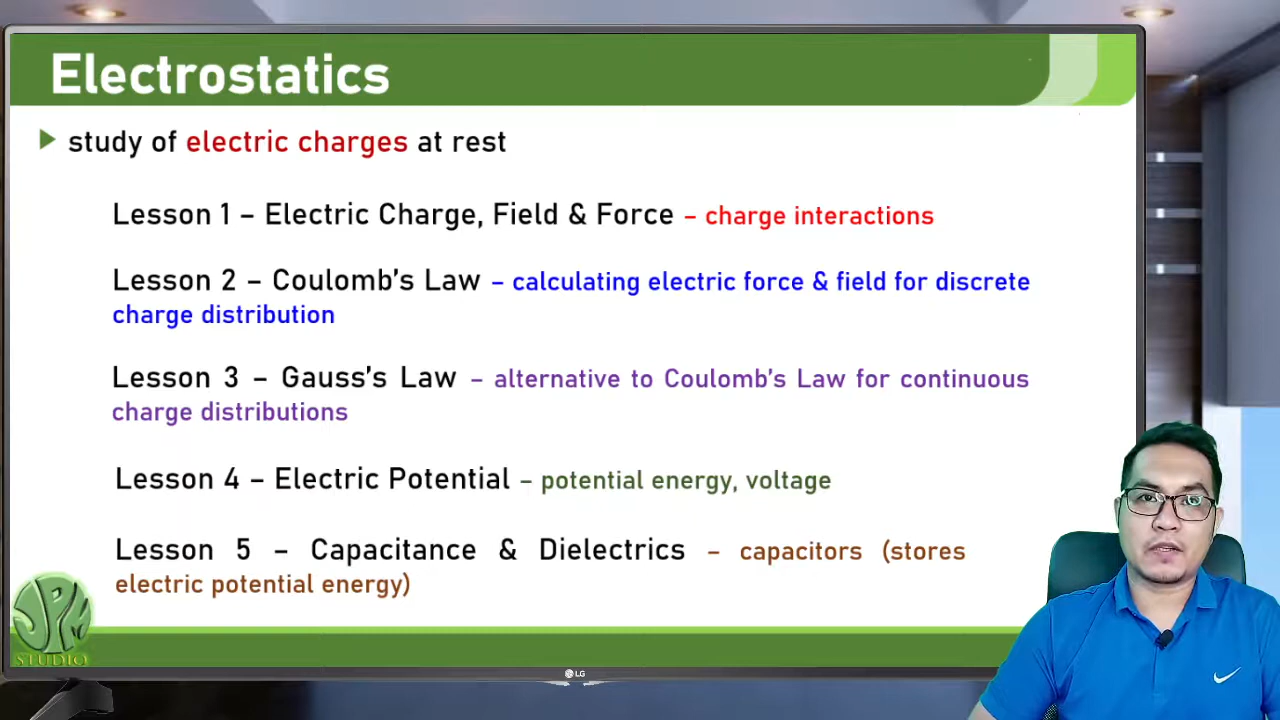 Electrostatics
study of electric charges at rest
Lesson 1 – Electric Charge, Field & Force – charge interactions
Lesson 2 – Coulomb’s Law – calculating electric force & field for discrete
charge distribution
Lesson 3 – Gauss’s Law – alternative to Coulomb’s Law for continuous
charge distributions
Lesson 4 – Electric Potential – potential energy, voltage
Lesson 5 – Capacitance & Dielectrics – capacitors (stores
electric potential energy)
JPM
STUDIO
LG